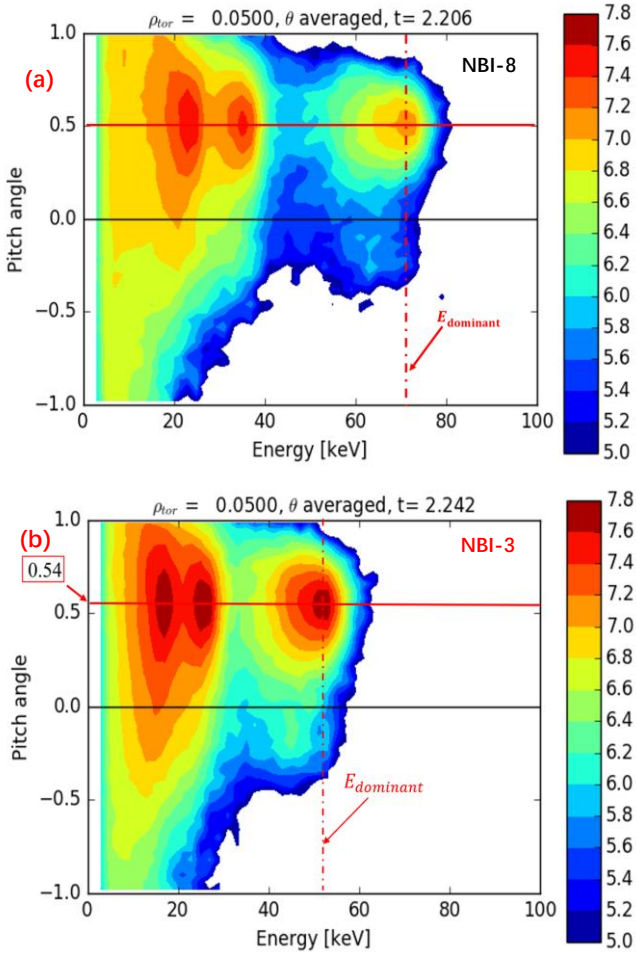 ρ_tor = 0.0500, θ averaged, t= 2.206
(a)
NBI-8
Pitch angle
1.0
0.5
0.0
−0.5
−1.0
E_dominant
0 20 40 60 80 100
Energy [keV]
7.8
7.6
7.4
7.2
7.0
6.8
6.6
6.4
6.2
6.0
5.8
5.6
5.4
5.2
5.0
ρ_tor = 0.0500, θ averaged, t= 2.242
(b)
NBI-3
0.54
Pitch angle
1.0
0.5
0.0
−0.5
−1.0
E_dominant
0 20 40 60 80 100
Energy [keV]
7.8
7.6
7.4
7.2
7.0
6.8
6.6
6.4
6.2
6.0
5.8
5.6
5.4
5.2
5.0